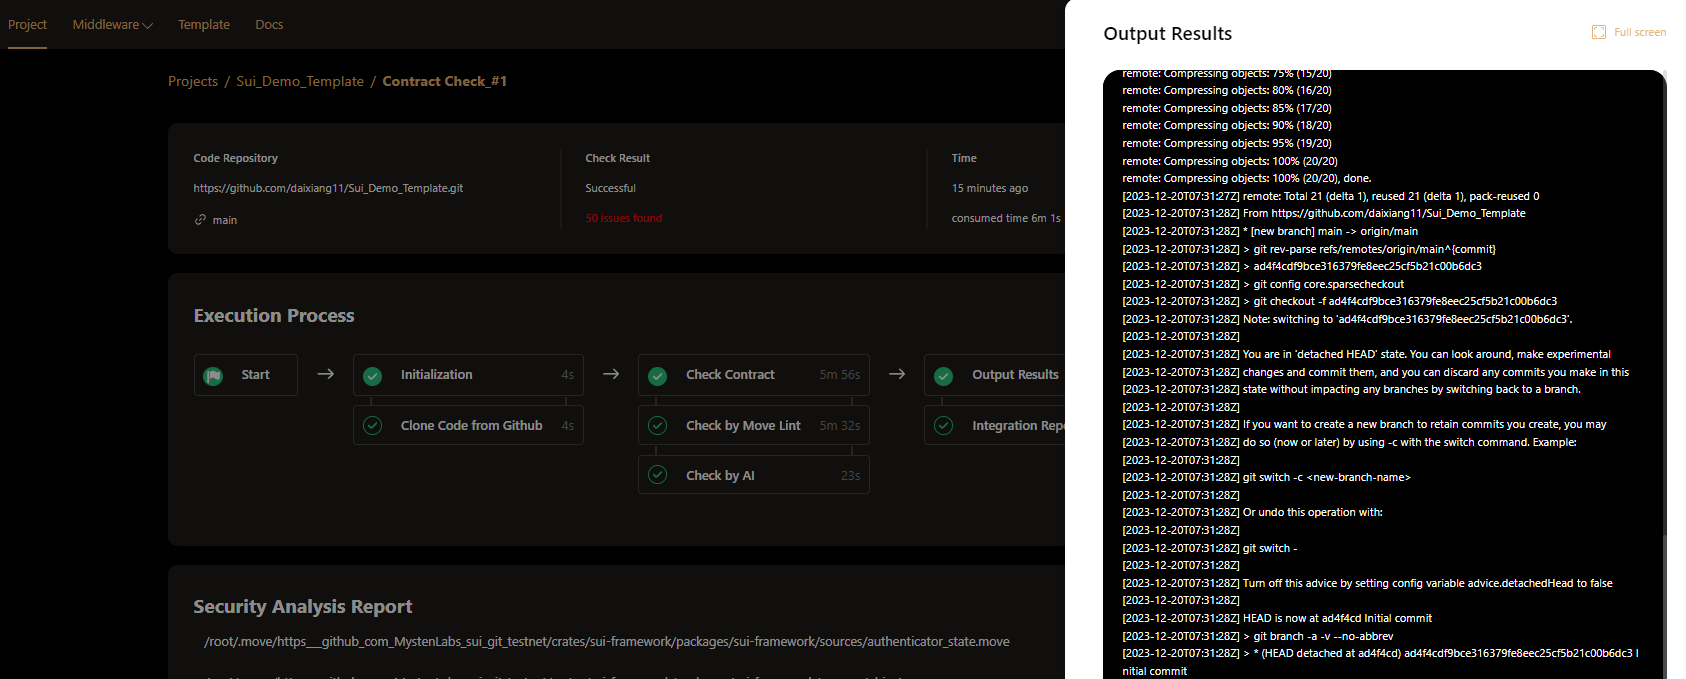 Project Middleware Template Docs
Projects / Sui_Demo_Template / Contract Check_#1
Code Repository
https://github.com/daixiang11/Sui_Demo_Template.git
main
Check Result
Successful
50 issues found
Time
15 minutes ago
consumed time 6m 1s
Execution Process
Start
Initialization 4s
Clone Code from Github 4s
Check Contract 5m 56s
Check by Move Lint 5m 32s
Check by AI 23s
Output Results
Integration Repo
Security Analysis Report
/root/.move/https___github_com_MystenLabs_sui_git_testnet/crates/sui-framework/packages/sui-framework/sources/authenticator_state.move
Output Results
Full screen
remote: Compressing objects: 75% (15/20)
remote: Compressing objects: 80% (16/20)
remote: Compressing objects: 85% (17/20)
remote: Compressing objects: 90% (18/20)
remote: Compressing objects: 95% (19/20)
remote: Compressing objects: 100% (20/20)
remote: Compressing objects: 100% (20/20), done.
[2023-12-20T07:31:27Z] remote: Total 21 (delta 1), reused 21 (delta 1), pack-reused 0
[2023-12-20T07:31:28Z] From https://github.com/daixiang11/Sui_Demo_Template
[2023-12-20T07:31:28Z] * [new branch] main -> origin/main
[2023-12-20T07:31:28Z] > git rev-parse refs/remotes/origin/main^{commit}
[2023-12-20T07:31:28Z] > ad4f4cdf9bce316379fe8eec25cf5b21c00b6dc3
[2023-12-20T07:31:28Z] > git config core.sparsecheckout
[2023-12-20T07:31:28Z] > git checkout -f ad4f4cdf9bce316379fe8eec25cf5b21c00b6dc3
[2023-12-20T07:31:28Z] Note: switching to 'ad4f4cdf9bce316379fe8eec25cf5b21c00b6dc3'.
[2023-12-20T07:31:28Z]
[2023-12-20T07:31:28Z] You are in 'detached HEAD' state. You can look around, make experimental
[2023-12-20T07:31:28Z] changes and commit them, and you can discard any commits you make in this
[2023-12-20T07:31:28Z] state without impacting any branches by switching back to a branch.
[2023-12-20T07:31:28Z]
[2023-12-20T07:31:28Z] If you want to create a new branch to retain commits you create, you may
[2023-12-20T07:31:28Z] do so (now or later) by using -c with the switch command. Example:
[2023-12-20T07:31:28Z]
[2023-12-20T07:31:28Z] git switch -c <new-branch-name>
[2023-12-20T07:31:28Z]
[2023-12-20T07:31:28Z] Or undo this operation with:
[2023-12-20T07:31:28Z]
[2023-12-20T07:31:28Z] git switch -
[2023-12-20T07:31:28Z]
[2023-12-20T07:31:28Z] Turn off this advice by setting config variable advice.detachedHead to false
[2023-12-20T07:31:28Z]
[2023-12-20T07:31:28Z] HEAD is now at ad4f4cd Initial commit
[2023-12-20T07:31:28Z] > git branch -a -v --no-abbrev
[2023-12-20T07:31:28Z] > * (HEAD detached at ad4f4cd) ad4f4cdf9bce316379fe8eec25cf5b21c00b6dc3 I
nitial commit